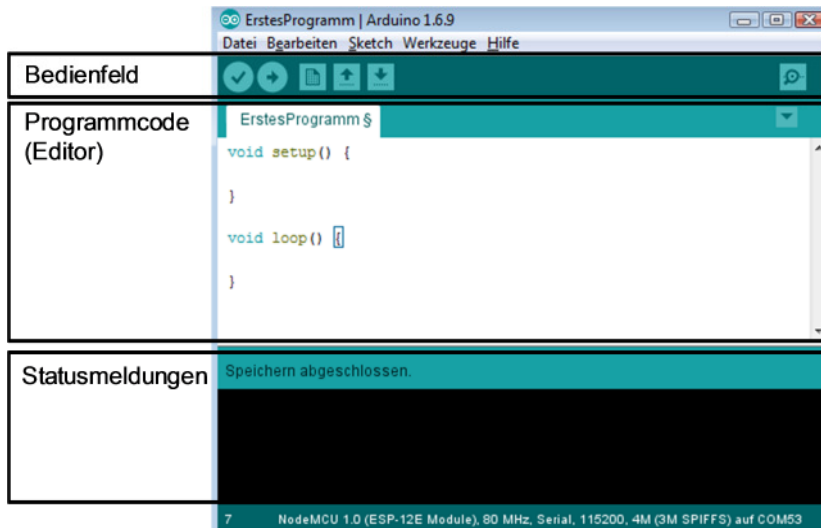 ErstesProgramm | Arduino 1.6.9
Datei Bearbeiten Sketch Werkzeuge Hilfe
Bedienfeld
Programmcode
(Editor)
ErstesProgramm §
void setup() {
}
void loop() {
}
Statusmeldungen
Speichern abgeschlossen.
7 NodeMCU 1.0 (ESP-12E Module), 80 MHz, Serial, 115200, 4M (3M SPIFFS) auf COM53